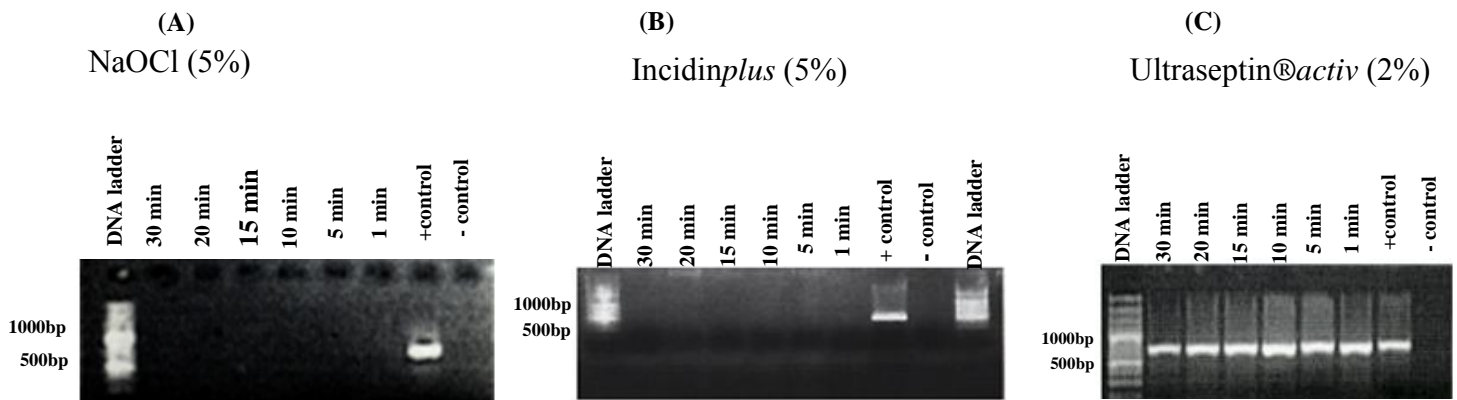 (A)
NaOCl (5%)
DNA ladder
30 min
20 min
15 min
10 min
5 min
1 min
+control
- control
1000bp
500bp
(B)
Incidinplus (5%)
DNA ladder
30 min
20 min
15 min
10 min
5 min
1 min
+ control
- control
DNA ladder
1000bp
500bp
(C)
Ultraseptin®activ (2%)
DNA ladder
30 min
20 min
15 min
10 min
5 min
1 min
+control
- control
1000bp
500bp